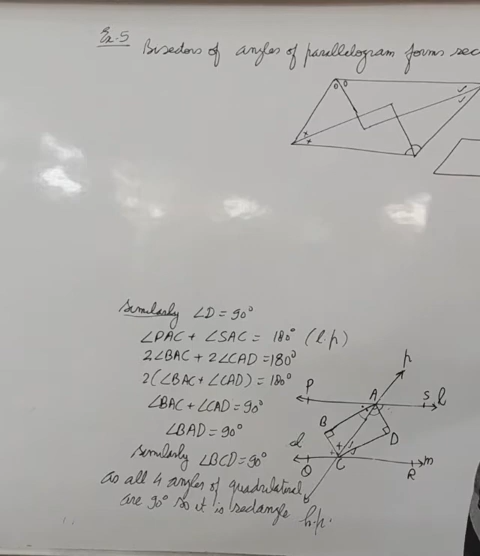 Ex-5 Bisectors of angles of parallelogram forms rec
Similarly ∠D = 90°
∠PAC + ∠SAC = 180° (l.p)
2∠BAC + 2∠CAD = 180°
2(∠BAC + ∠CAD) = 180°
∠BAC + ∠CAD = 90°
∠BAD = 90°
Similarly ∠BCD = 90°
as all 4 angles of quadrilateral
are 90° so it is rectangle h.p.
p
P A S l
B D
Q C R m